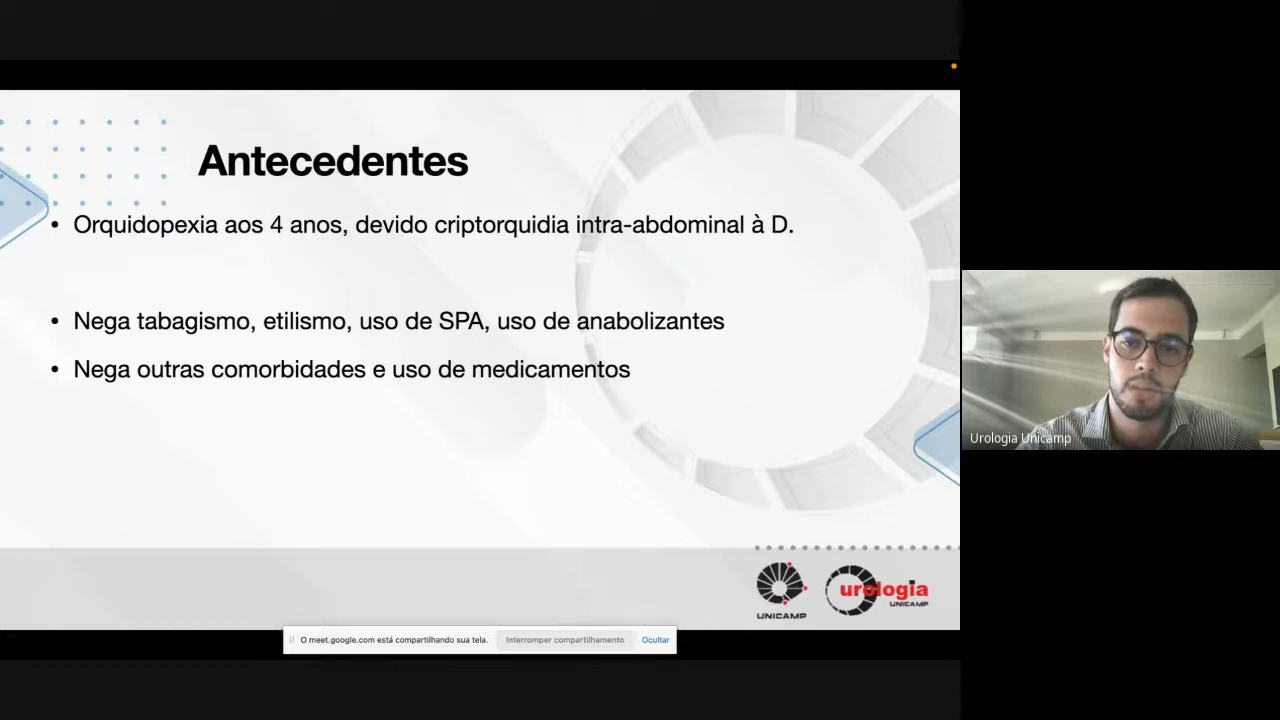 Antecedentes
• Orquidopexia aos 4 anos, devido criptorquidia intra-abdominal à D.
• Nega tabagismo, etilismo, uso de SPA, uso de anabolizantes
• Nega outras comorbidades e uso de medicamentos
Urologia Unicamp
UNICAMP
urologia
UNICAMP
O meet.google.com está compartilhando sua tela.
Interromper compartilhamento
Ocultar